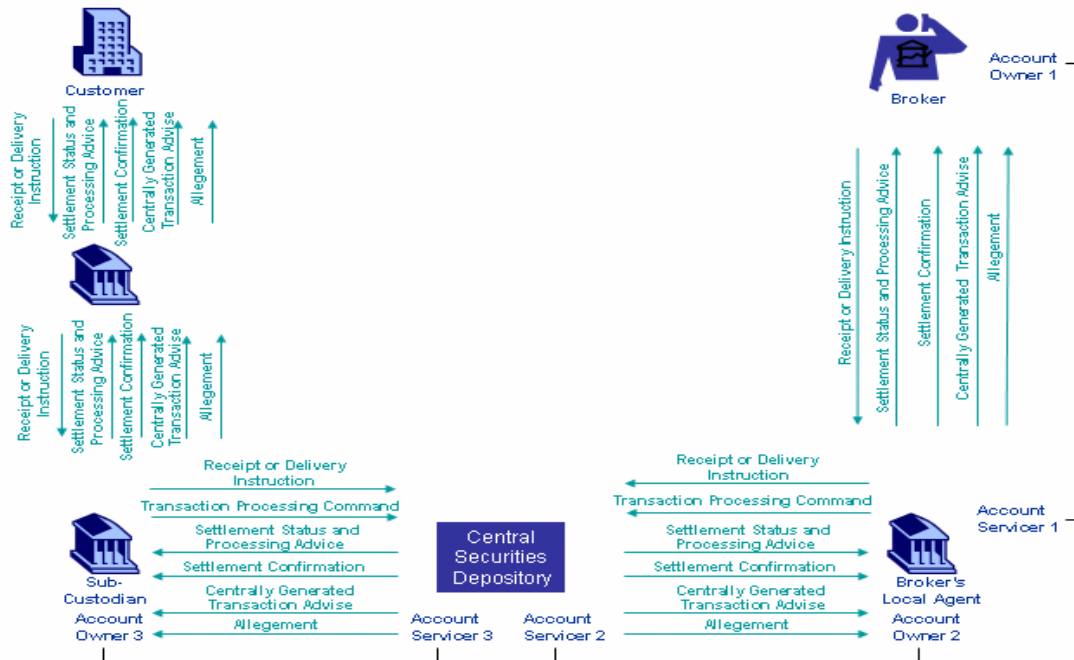 Customer
Broker
Account
Owner 1
Receipt or Delivery
Instruction
Settlement Status and
Processing Advice
Settlement Confirmation
Centrally Generated
Transaction Advise
Allegement
Receipt or Delivery Instruction
Settlement Status and Processing Advice
Settlement Confirmation
Centrally Generated Transaction Advise
Allegement
Receipt or Delivery
Instruction
Settlement Status and
Processing Advice
Settlement Confirmation
Centrally Generated
Transaction Advise
Allegement
Receipt or Delivery
Instruction
Transaction Processing Command
Settlement Status and
Processing Advice
Settlement Confirmation
Centrally Generated
Transaction Advise
Allegement
Sub-
Custodian
Account
Owner 3
Central
Securities
Depository
Account
Servicer 3
Account
Servicer 2
Receipt or Delivery
Instruction
Transaction Processing Command
Settlement Status and
Processing Advice
Settlement Confirmation
Centrally Generated
Transaction Advise
Allegement
Account
Servicer 1
Broker's
Local Agent
Account
Owner 2